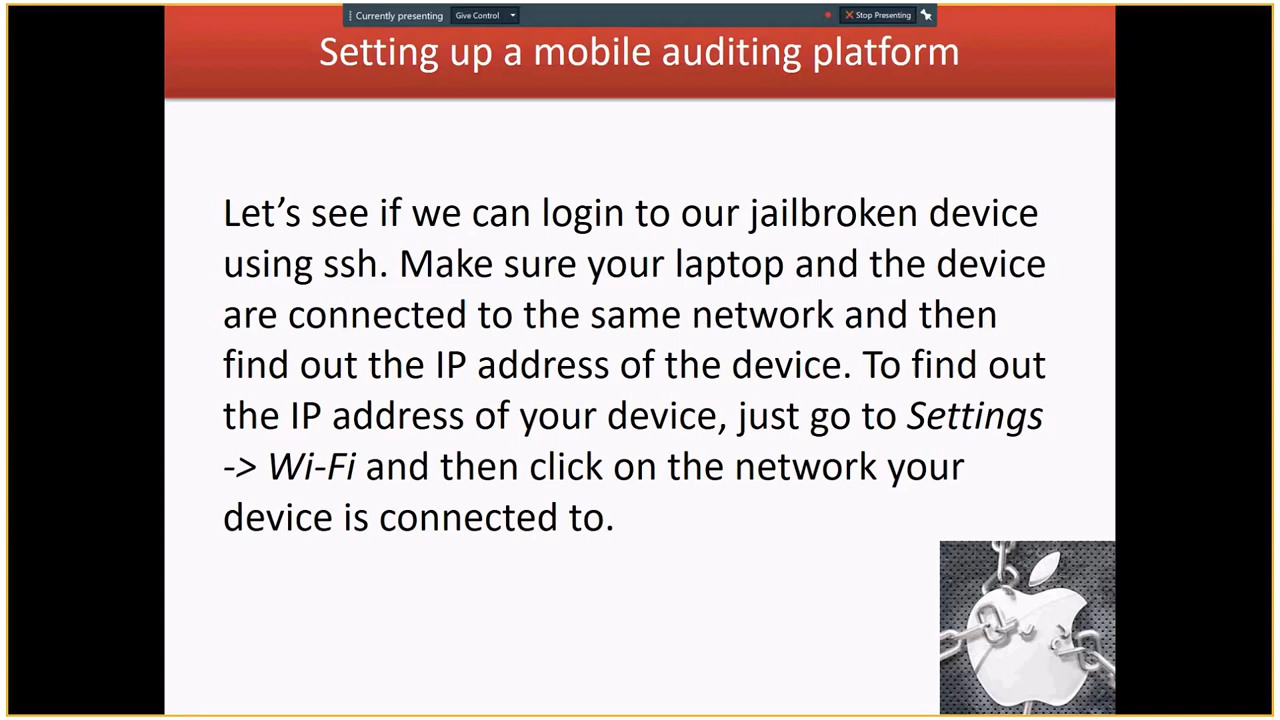 Currently presenting
Give Control
Stop Presenting
Setting up a mobile auditing platform
Let’s see if we can login to our jailbroken device
using ssh. Make sure your laptop and the device
are connected to the same network and then
find out the IP address of the device. To find out
the IP address of your device, just go to Settings
-> Wi-Fi and then click on the network your
device is connected to.